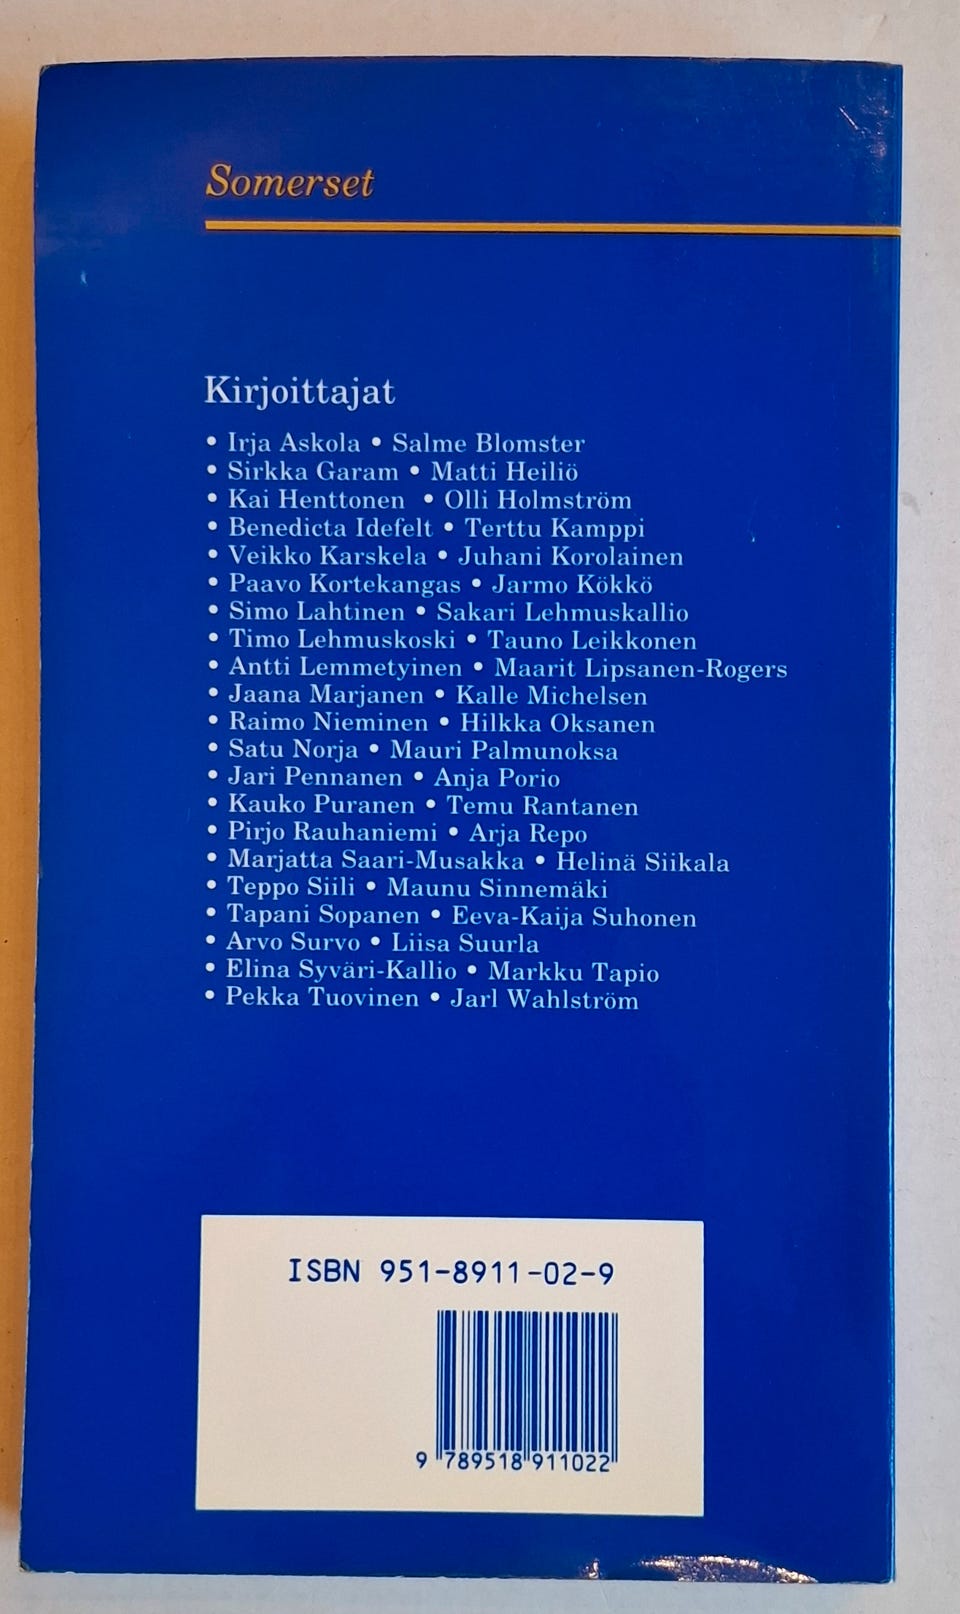 Somerset
Kirjoittajat
• Irja Askola • Salme Blomster
• Sirkka Garam • Matti Heiliö
• Kai Henttonen • Olli Holmström
• Benedicta Idefelt • Terttu Kamppi
• Veikko Karskela • Juhani Korolainen
• Paavo Kortekangas • Jarmo Kökkö
• Simo Lahtinen • Sakari Lehmuskallio
• Timo Lehmuskoski • Tauno Leikkonen
• Antti Lemmetyinen • Maarit Lipsanen-Rogers
• Jaana Marjanen • Kalle Michelsen
• Raimo Nieminen • Hilkka Oksanen
• Satu Norja • Mauri Palmunoksa
• Jari Pennanen • Anja Porio
• Kauko Puranen • Temu Rantanen
• Pirjo Rauhaniemi • Arja Repo
• Marjatta Saari-Musakka • Helinä Siikala
• Teppo Siili • Maunu Sinnemäki
• Tapani Sopanen • Eeva-Kaija Suhonen
• Arvo Survo • Liisa Suurla
• Elina Syväri-Kallio • Markku Tapio
• Pekka Tuovinen • Jarl Wahlström
ISBN 951-8911-02-9
9 789518 911022